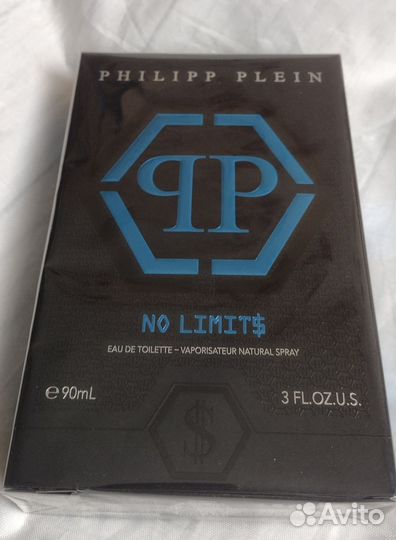 PHILIPP PLEIN
PP
NO LIMIT$
EAU DE TOILETTE – VAPORISATEUR NATURAL SPRAY
℮ 90mL
3 FL.OZ.U.S.
$
Avito